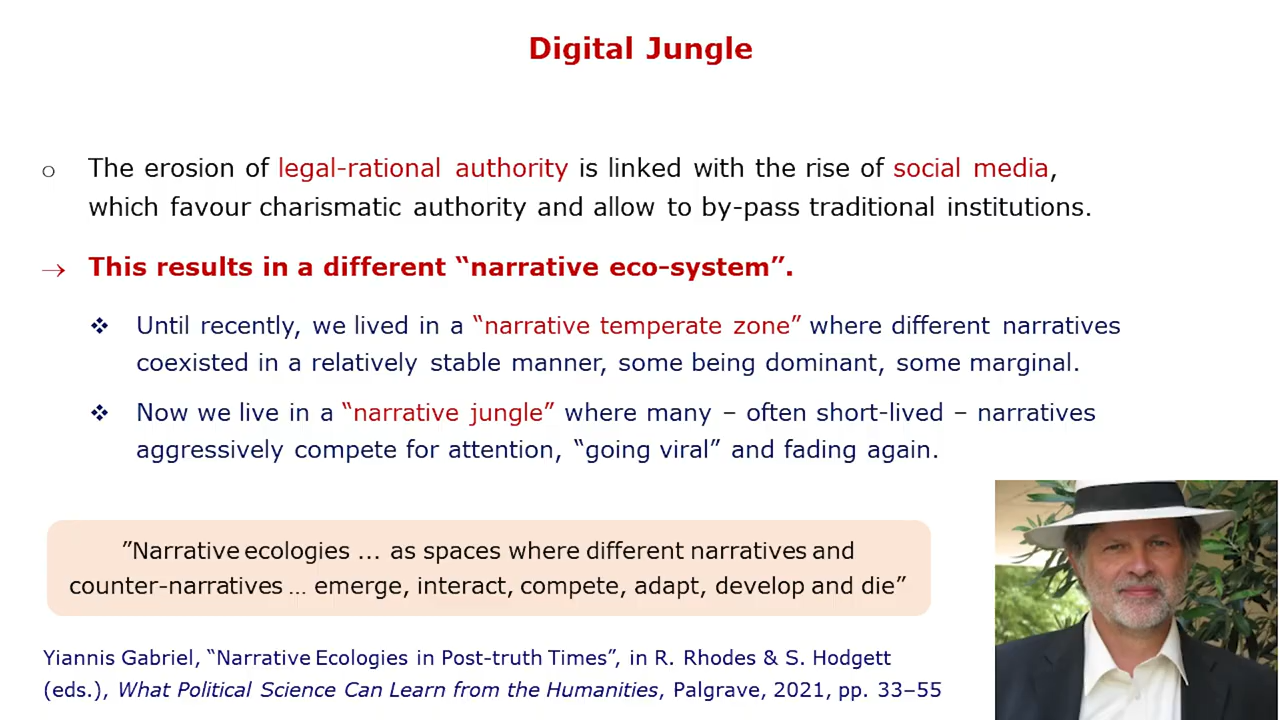 Digital Jungle
o The erosion of legal-rational authority is linked with the rise of social media,
which favour charismatic authority and allow to by-pass traditional institutions.
→ This results in a different “narrative eco-system”.
❖ Until recently, we lived in a “narrative temperate zone” where different narratives
coexisted in a relatively stable manner, some being dominant, some marginal.
❖ Now we live in a “narrative jungle” where many – often short-lived – narratives
aggressively compete for attention, “going viral” and fading again.
”Narrative ecologies … as spaces where different narratives and
counter-narratives … emerge, interact, compete, adapt, develop and die”
Yiannis Gabriel, “Narrative Ecologies in Post-truth Times”, in R. Rhodes & S. Hodgett
(eds.), What Political Science Can Learn from the Humanities, Palgrave, 2021, pp. 33–55